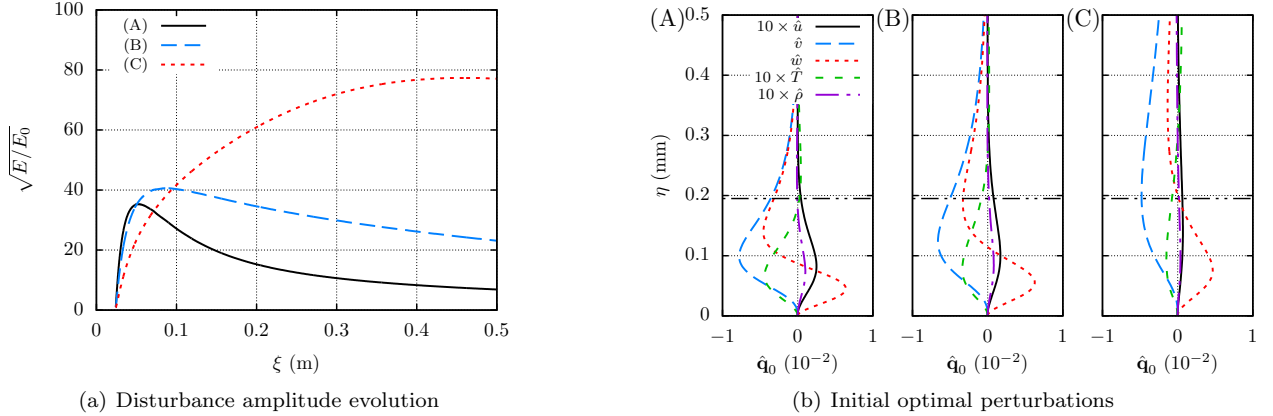 100
80
60
40
20
0
√E/E₀
(A)
(B)
(C)
0 0.1 0.2 0.3 0.4 0.5
ξ (m)
(a) Disturbance amplitude evolution
(A) (B) (C)
0.5
0.4
0.3
0.2
0.1
0
η (mm)
10 × û
v̂
ŵ
10 × T̂
10 × ρ̂
−1 0 1 −1 0 1 −1 0 1
q̂₀ (10⁻²) q̂₀ (10⁻²) q̂₀ (10⁻²)
(b) Initial optimal perturbations